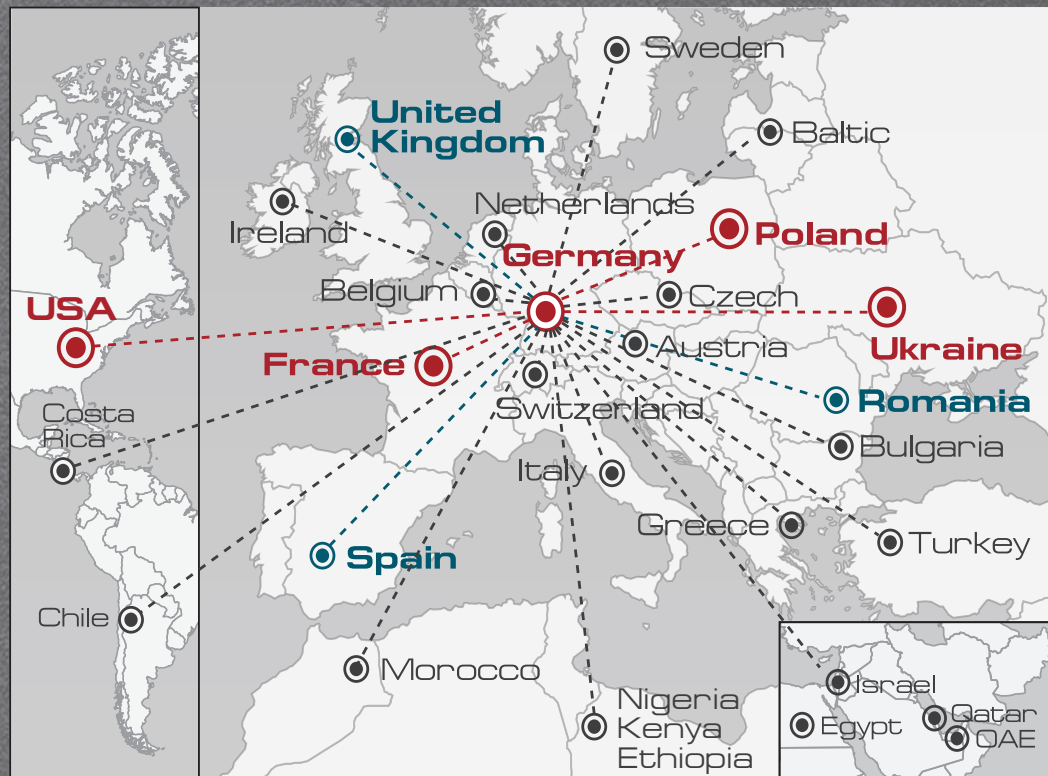 Sweden
United
Kingdom
Baltic
Netherlands
Ireland
Germany
Poland
Belgium
Czech
USA
France
Austria
Ukraine
Switzerland
Romania
Costa
Rica
Bulgaria
Italy
Greece
Turkey
Spain
Chile
Morocco
Israel
Nigeria
Kenya
Ethiopia
Egypt
Qatar
OAE